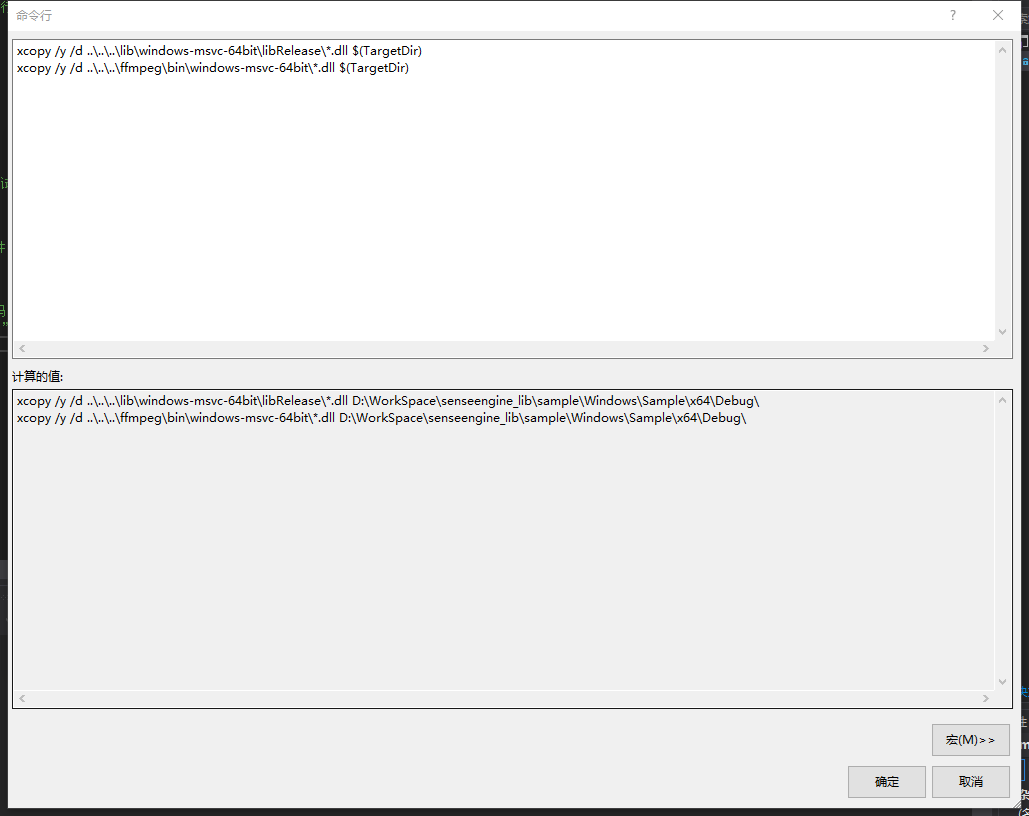 命令行
xcopy /y /d ..\..\..\lib\windows-msvc-64bit\libRelease\*.dll $(TargetDir)
xcopy /y /d ..\..\..\ffmpeg\bin\windows-msvc-64bit\*.dll $(TargetDir)
计算的值:
xcopy /y /d ..\..\..\lib\windows-msvc-64bit\libRelease\*.dll D:\WorkSpace\senseengine_lib\sample\Windows\Sample\x64\Debug\
xcopy /y /d ..\..\..\ffmpeg\bin\windows-msvc-64bit\*.dll D:\WorkSpace\senseengine_lib\sample\Windows\Sample\x64\Debug\
宏(M)>>
确定
取消